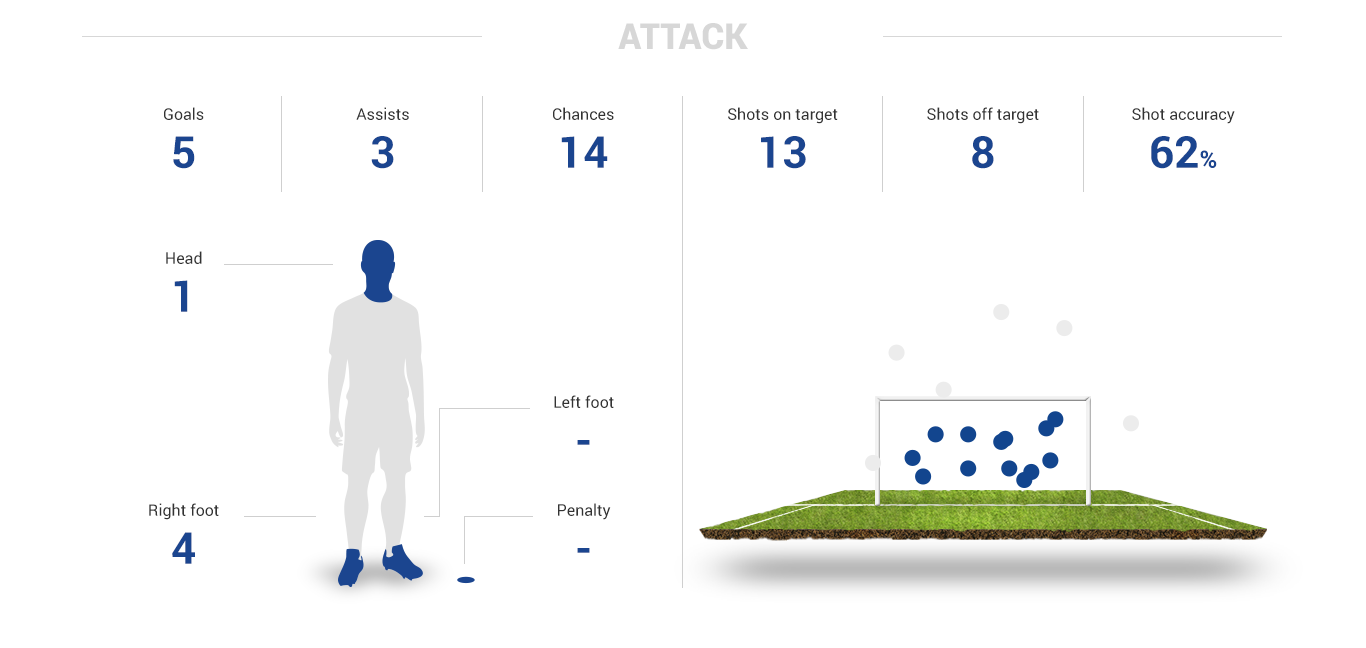 ATTACK
Goals
5
Assists
3
Chances
14
Shots on target
13
Shots off target
8
Shot accuracy
62%
Head
1
Left foot
-
Right foot
4
Penalty
-